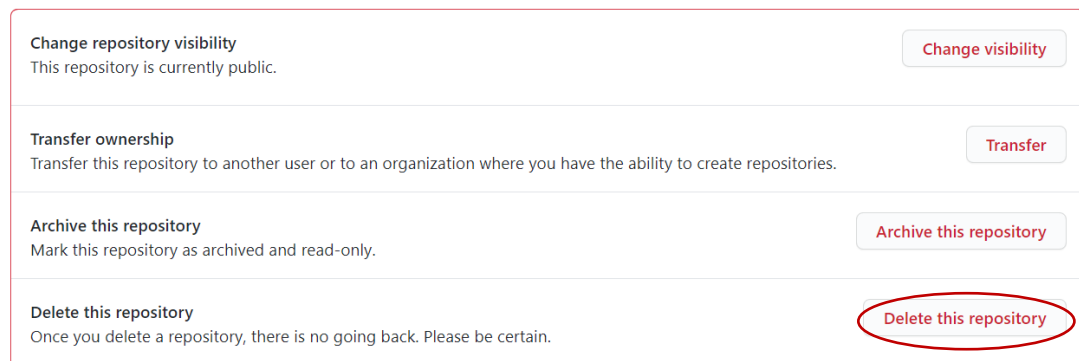 Change repository visibility
Change visibility
This repository is currently public.
Transfer ownership
Transfer
Transfer this repository to another user or to an organization where you have the ability to create repositories.
Archive this repository
Archive this repository
Mark this repository as archived and read-only.
Delete this repository
Delete this repository
Once you delete a repository, there is no going back. Please be certain.